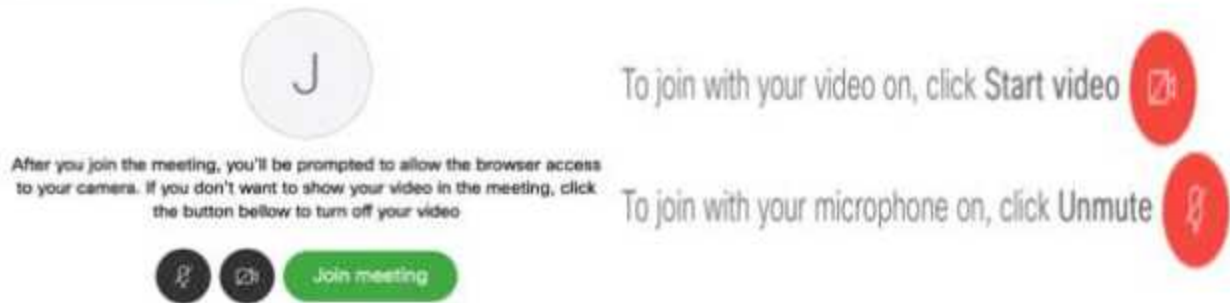 J
After you join the meeting, you'll be prompted to allow the browser access
to your camera. If you don't want to show your video in the meeting, click
the button bellow to turn off your video
Join meeting
To join with your video on, click Start video
To join with your microphone on, click Unmute